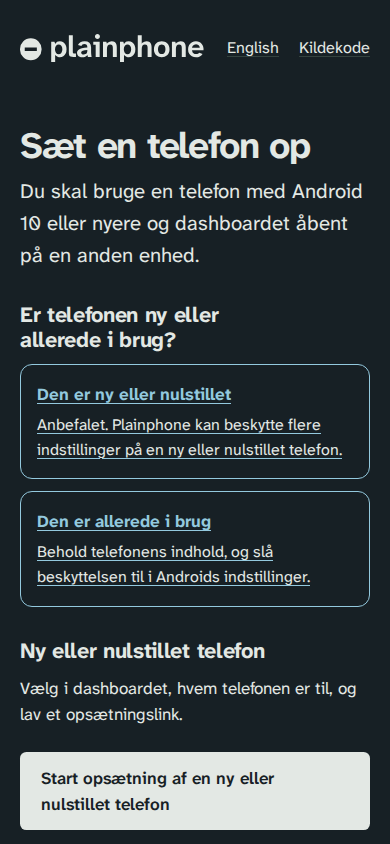 plainphone
English
Kildekode
Sæt en telefon op
Du skal bruge en telefon med Android
10 eller nyere og dashboardet åbent
på en anden enhed.
Er telefonen ny eller
allerede i brug?
Den er ny eller nulstillet
Anbefalet. Plainphone kan beskytte flere
indstillinger på en ny eller nulstillet telefon.
Den er allerede i brug
Behold telefonens indhold, og slå
beskyttelsen til i Androids indstillinger.
Ny eller nulstillet telefon
Vælg i dashboardet, hvem telefonen er til, og
lav et opsætningslink.
Start opsætning af en ny eller
nulstillet telefon